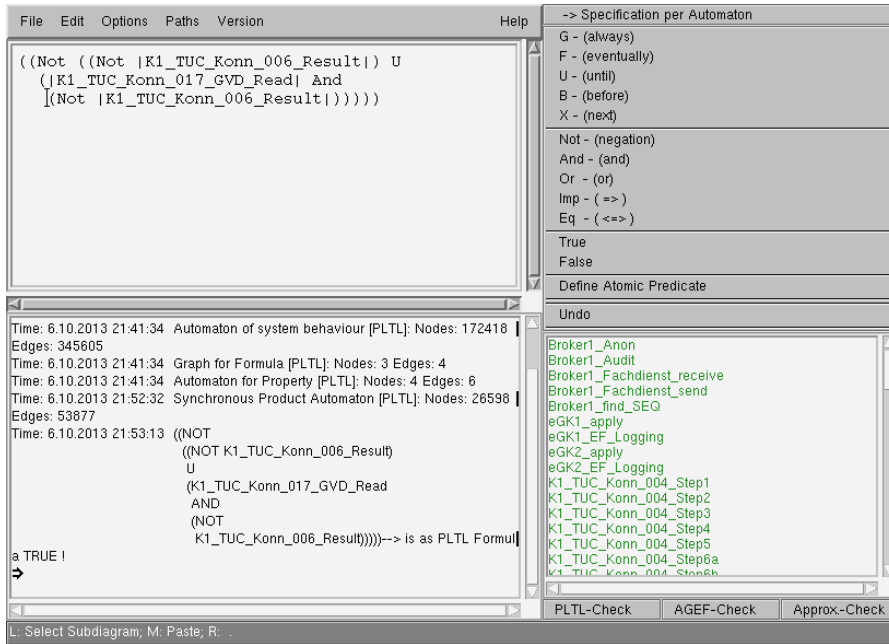 File Edit Options Paths Version Help
((Not ((Not |K1_TUC_Konn_006_Result|) U
(|K1_TUC_Konn_017_GVD_Read| And
(Not |K1_TUC_Konn_006_Result|)))))
Time: 6.10.2013 21:41:34 Automaton of system behaviour [PLTL]: Nodes: 172418
Edges: 345605
Time: 6.10.2013 21:41:34 Graph for Formula [PLTL]: Nodes: 3 Edges: 4
Time: 6.10.2013 21:41:34 Automaton for Property [PLTL]: Nodes: 4 Edges: 6
Time: 6.10.2013 21:52:32 Synchronous Product Automaton [PLTL]: Nodes: 26598
Edges: 53877
Time: 6.10.2013 21:53:13 ((NOT
((NOT K1_TUC_Konn_006_Result)
U
(K1_TUC_Konn_017_GVD_Read
AND
(NOT
K1_TUC_Konn_006_Result)))))--> is as PLTL Formul
a TRUE !
-> Specification per Automaton
G - (always)
F - (eventually)
U - (until)
B - (before)
X - (next)
Not - (negation)
And - (and)
Or - (or)
Imp - ( => )
Eq - ( <=> )
True
False
Define Atomic Predicate
Undo
Broker1_Anon
Broker1_Audit
Broker1_Fachdienst_receive
Broker1_Fachdienst_send
Broker1_find_SEQ
eGK1_apply
eGK1_EF_Logging
eGK2_apply
eGK2_EF_Logging
K1_TUC_Konn_004_Step1
K1_TUC_Konn_004_Step2
K1_TUC_Konn_004_Step3
K1_TUC_Konn_004_Step4
K1_TUC_Konn_004_Step5
K1_TUC_Konn_004_Step6a
K1_TUC_Konn_004_Step6b
PLTL-Check AGEF-Check Approx.-Check
L: Select Subdiagram; M: Paste; R: .